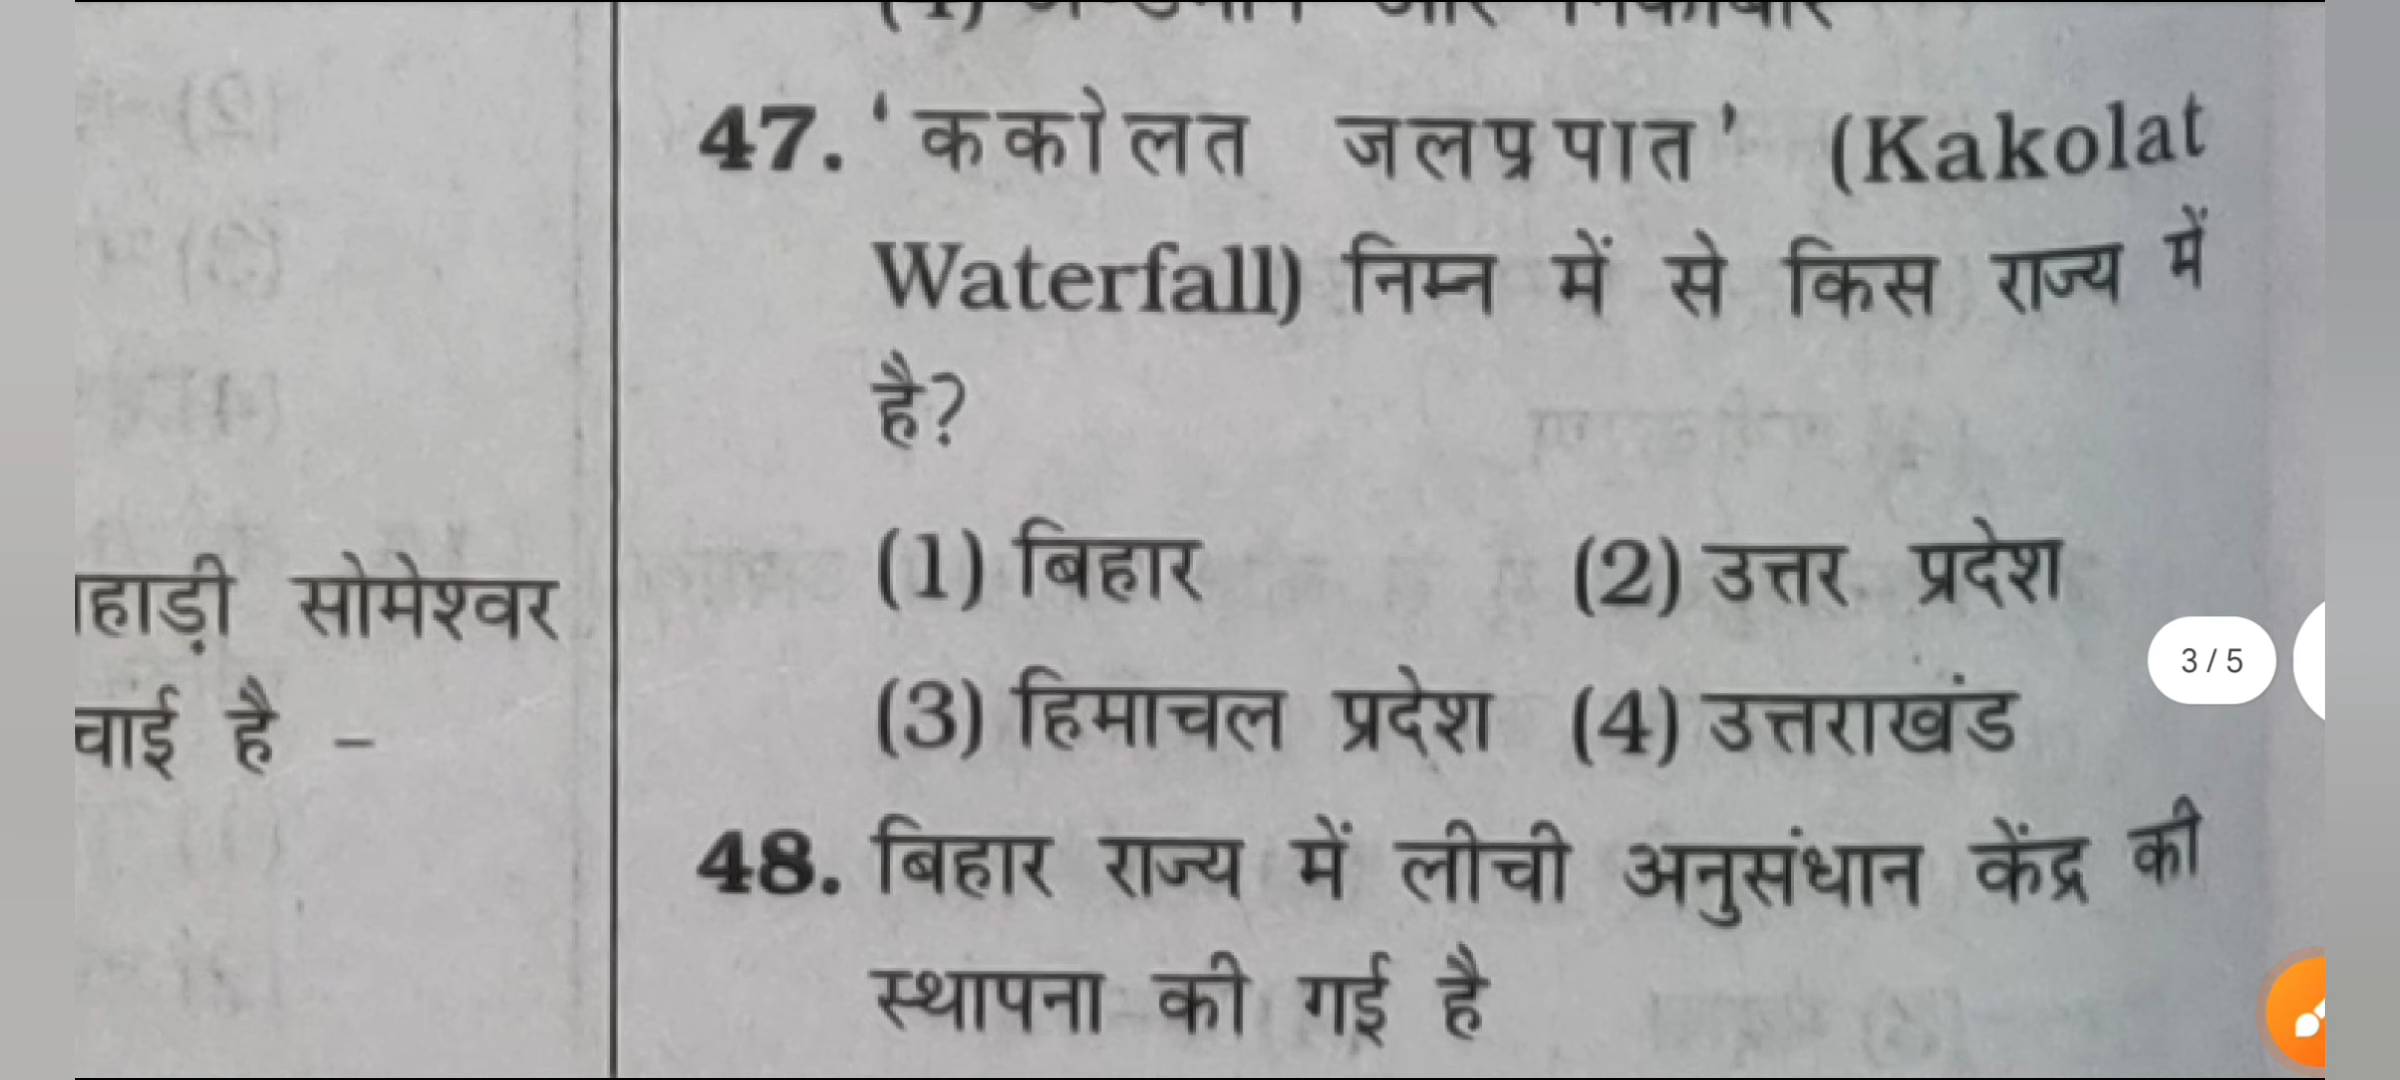 हाड़ी सोमेश्वर
चाई है –
47. ‘ककोलत जलप्रपात’ (Kakolat
Waterfall) निम्न में से किस राज्य में
है?
(1) बिहार (2) उत्तर प्रदेश
(3) हिमाचल प्रदेश (4) उत्तराखंड
48. बिहार राज्य में लीची अनुसंधान केंद्र की
स्थापना की गई है
3 / 5